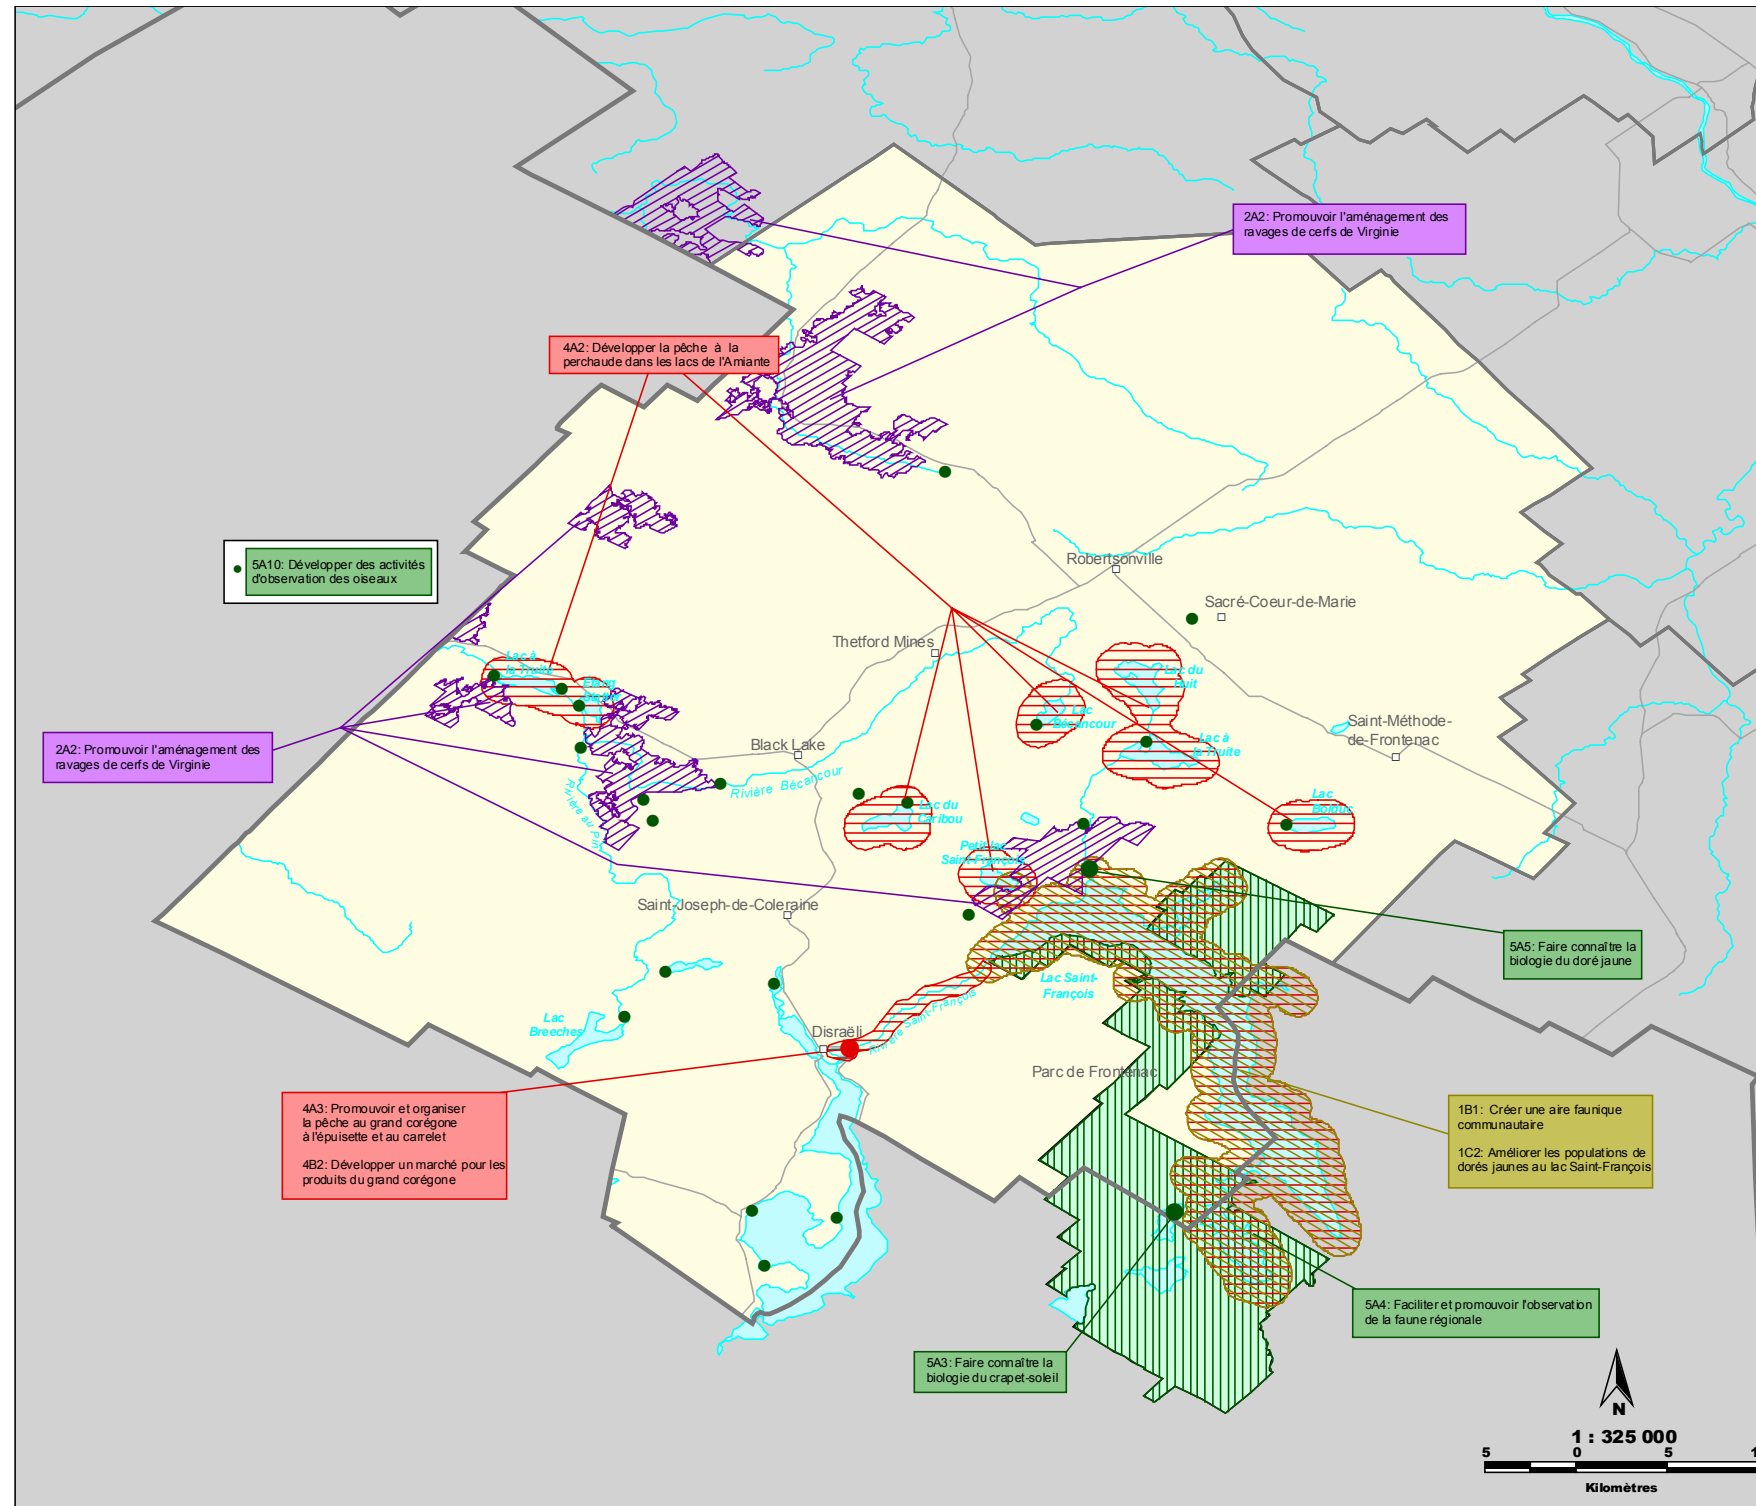 2A2: Promouvoir l'aménagement des
ravages de cerfs de Virginie
4A2: Développer la pêche à la
perchaude dans les lacs de l'Amiante
5A10: Développer des activités
d'observation des oiseaux
Robertsonville
Sacré-Coeur-de-Marie
Thetford Mines
Lac à
la Truite
Étang
Stater
Lac du
Huit
Lac
Bécancour
Lac à
la Truite
Saint-Méthode-
de-Frontenac
2A2: Promouvoir l'aménagement des
ravages de cerfs de Virginie
Black Lake
Rivière Bécancour
Rivière au Pin
Lac du
Caribou
Lac
Bolduc
Petit lac
Saint-François
Saint-Joseph-de-Coleraine
5A5: Faire connaître la
biologie du doré jaune
Lac Saint-
François
Rivière Saint-François
Lac
Breeches
Disraëli
Parc de Frontenac
4A3: Promouvoir et organiser
la pêche au grand corégone
à l'épuisette et au carrelet
4B2: Développer un marché pour les
produits du grand corégone
1B1: Créer une aire faunique
communautaire
1C2: Améliorer les populations de
dorés jaunes au lac Saint-François
5A4: Faciliter et promouvoir l'observation
de la faune régionale
5A3: Faire connaître la
biologie du crapet-soleil
N
1 : 325 000
5 0 5 1
Kilomètres